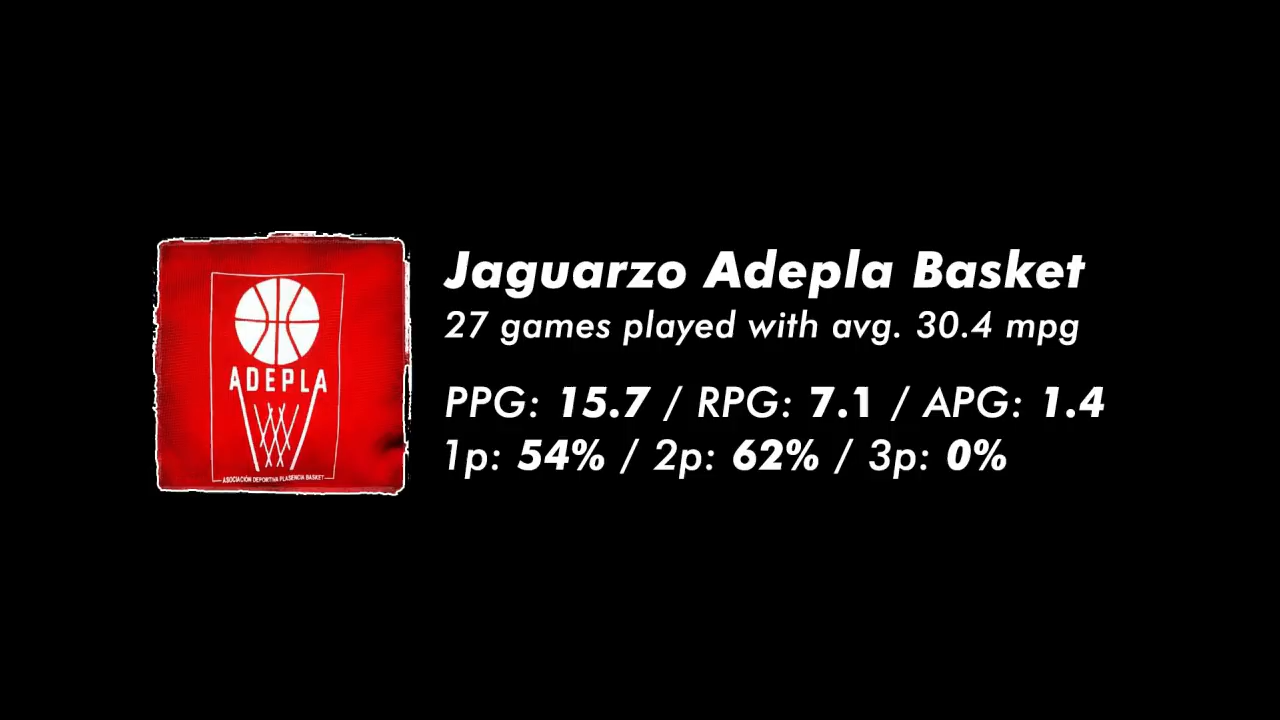 ADEPLA
ASOCIACIÓN DEPORTIVA PLASENCIA BASKET
Jaguarzo Adepla Basket
27 games played with avg. 30.4 mpg
PPG: 15.7 / RPG: 7.1 / APG: 1.4
1p: 54% / 2p: 62% / 3p: 0%